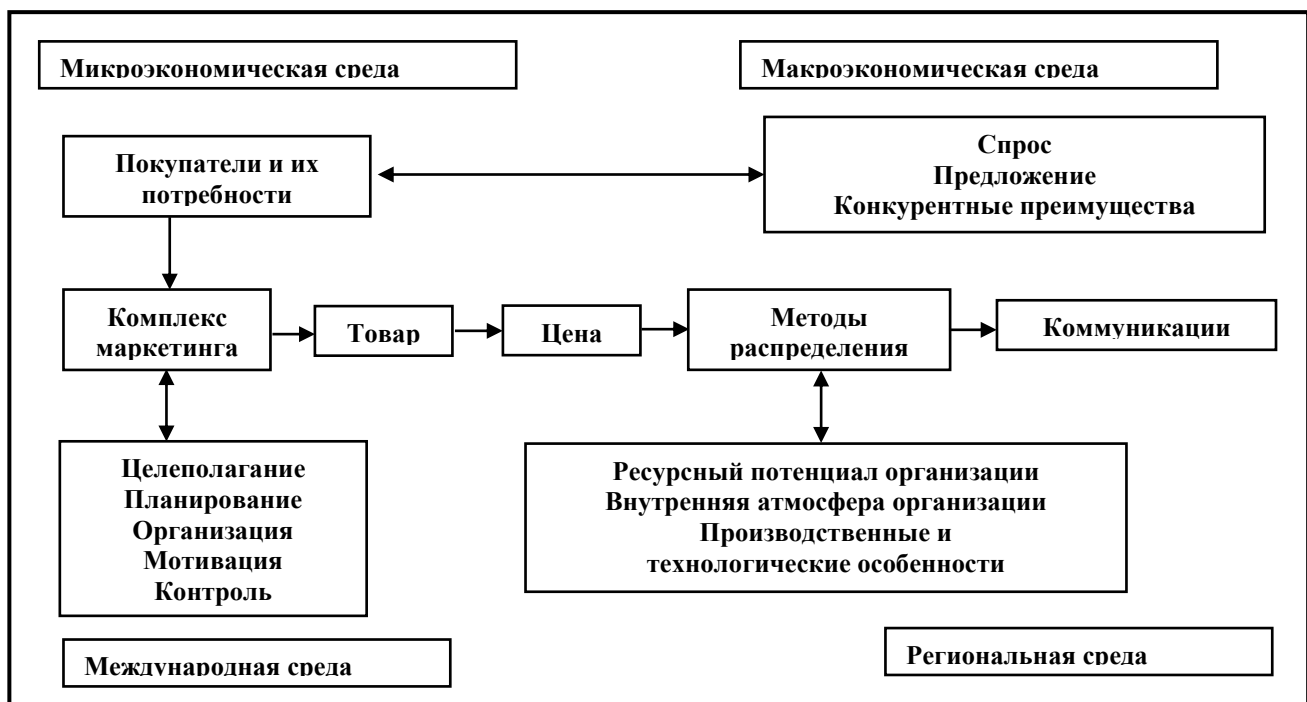 Микроэкономическая среда
Макроэкономическая среда
Покупатели и их
потребности
Спрос
Предложение
Конкурентные преимущества
Комплекс
маркетинга
Товар
Цена
Методы
распределения
Коммуникации
Целеполагание
Планирование
Организация
Мотивация
Контроль
Ресурсный потенциал организации
Внутренняя атмосфера организации
Производственные и
технологические особенности
Международная среда
Региональная среда